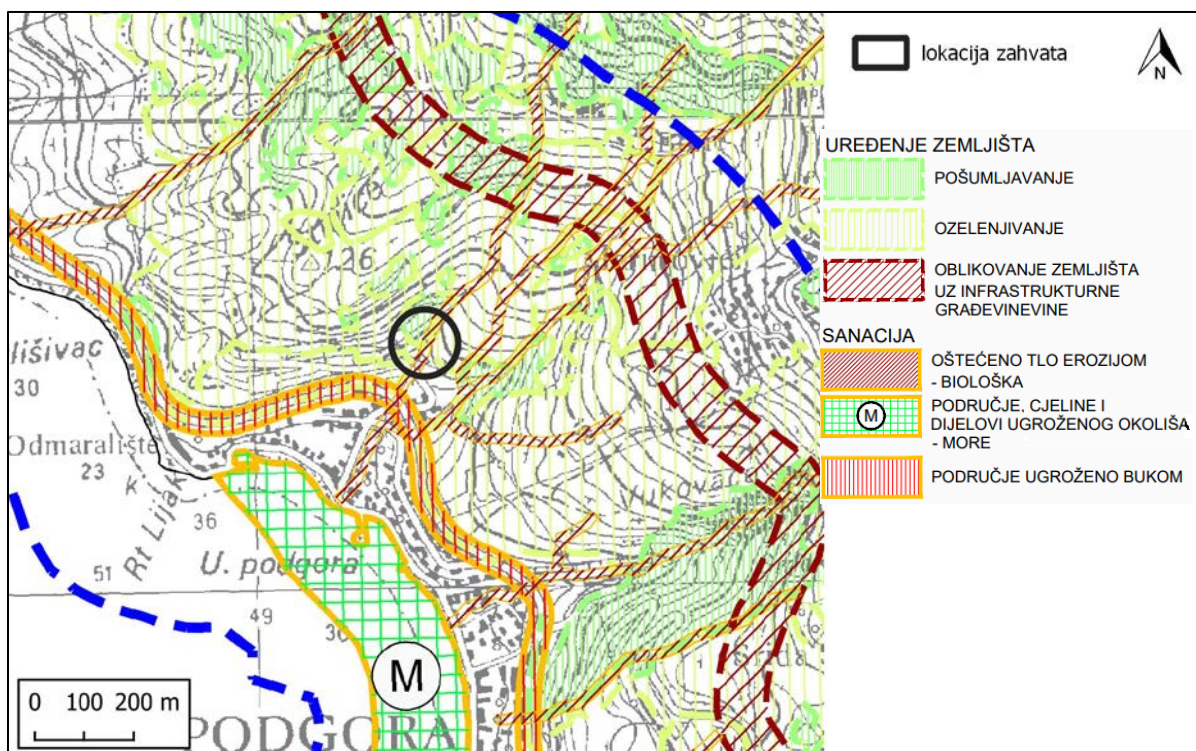 lokacija zahvata
N
UREĐENJE ZEMLJIŠTA
POŠUMLJAVANJE
OZELENJIVANJE
OBLIKOVANJE ZEMLJIŠTA
UZ INFRASTRUKTURNE
GRAĐEVINEVINE
SANACIJA
OŠTEĆENO TLO EROZIJOM
- BIOLOŠKA
M
PODRUČJE, CJELINE I
DIJELOVI UGROŽENOG OKOLIŠA
- MORE
PODRUČJE UGROŽENO BUKOM
126
lišivac
30
Odmaralište
23
K
Rt Lijak
36
U. podgora
51
49
M
0 100 200 m
PODGORA